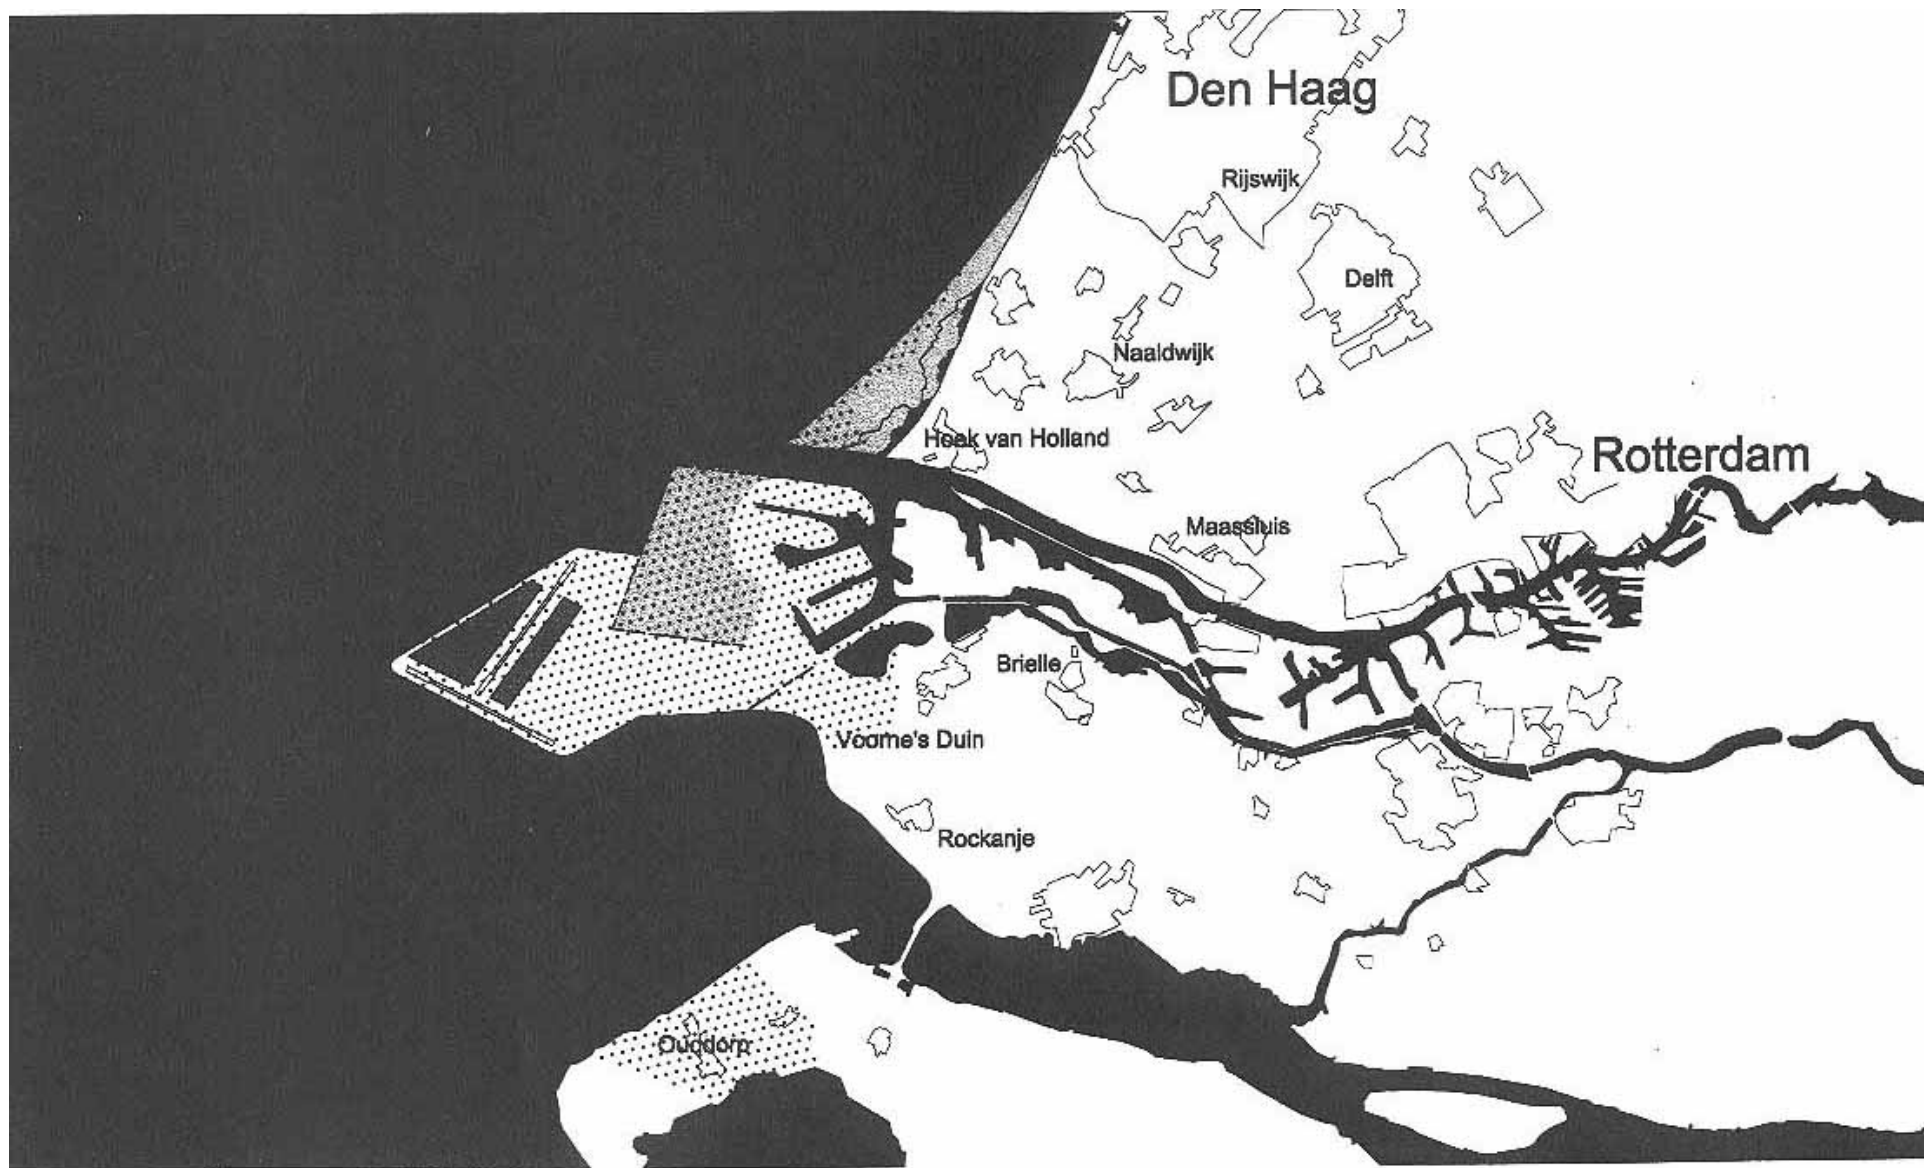 Den Haag
Rijswijk
Delft
Naaldwijk
Hoek van Holland
Rotterdam
Maassluis
Brielle
Voorne's Duin
Rockanje
Ouddorp